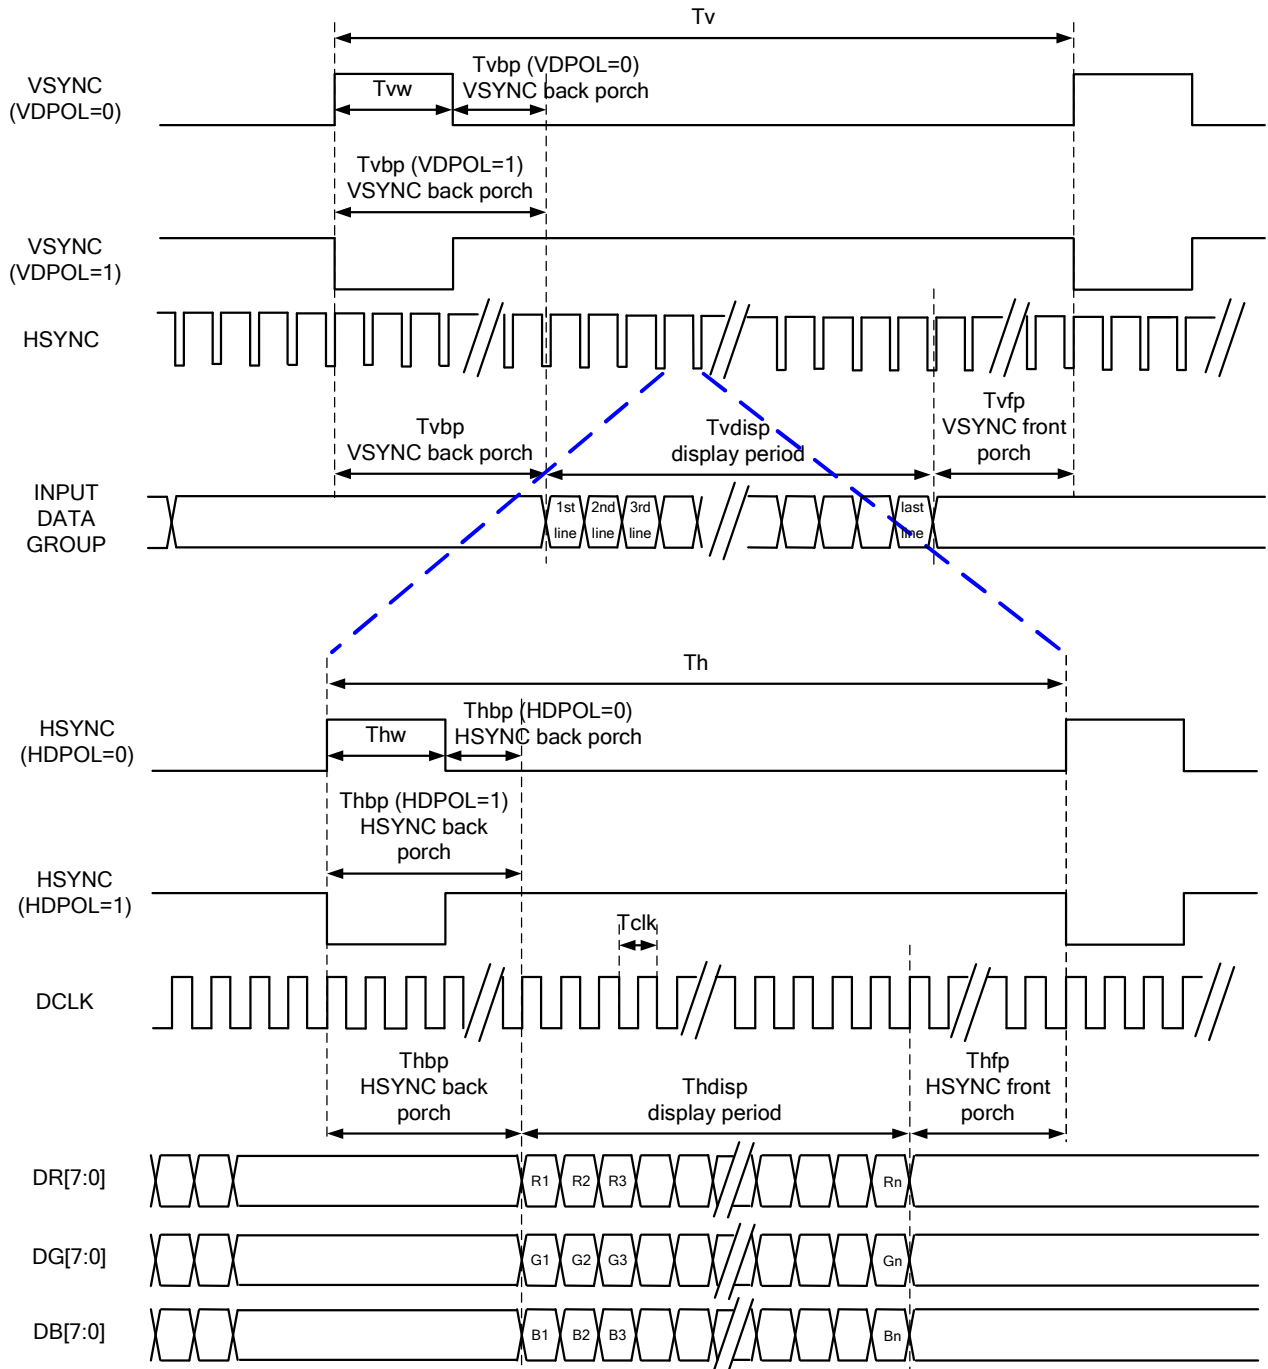 Tv
VSYNC
(VDPOL=0)
Tvw
Tvbp (VDPOL=0)
VSYNC back porch
Tvbp (VDPOL=1)
VSYNC back porch
VSYNC
(VDPOL=1)
HSYNC
Tvbp
VSYNC back porch
Tvdisp
display period
Tvfp
VSYNC front
porch
INPUT
DATA
GROUP
1st
line
2nd
line
3rd
line
last
line
Th
HSYNC
(HDPOL=0)
Thw
Thbp (HDPOL=0)
HSYNC back porch
Thbp (HDPOL=1)
HSYNC back
porch
HSYNC
(HDPOL=1)
Tclk
DCLK
Thbp
HSYNC back
porch
Thdisp
display period
Thfp
HSYNC front
porch
DR[7:0]
R1
R2
R3
Rn
DG[7:0]
G1
G2
G3
Gn
DB[7:0]
B1
B2
B3
Bn